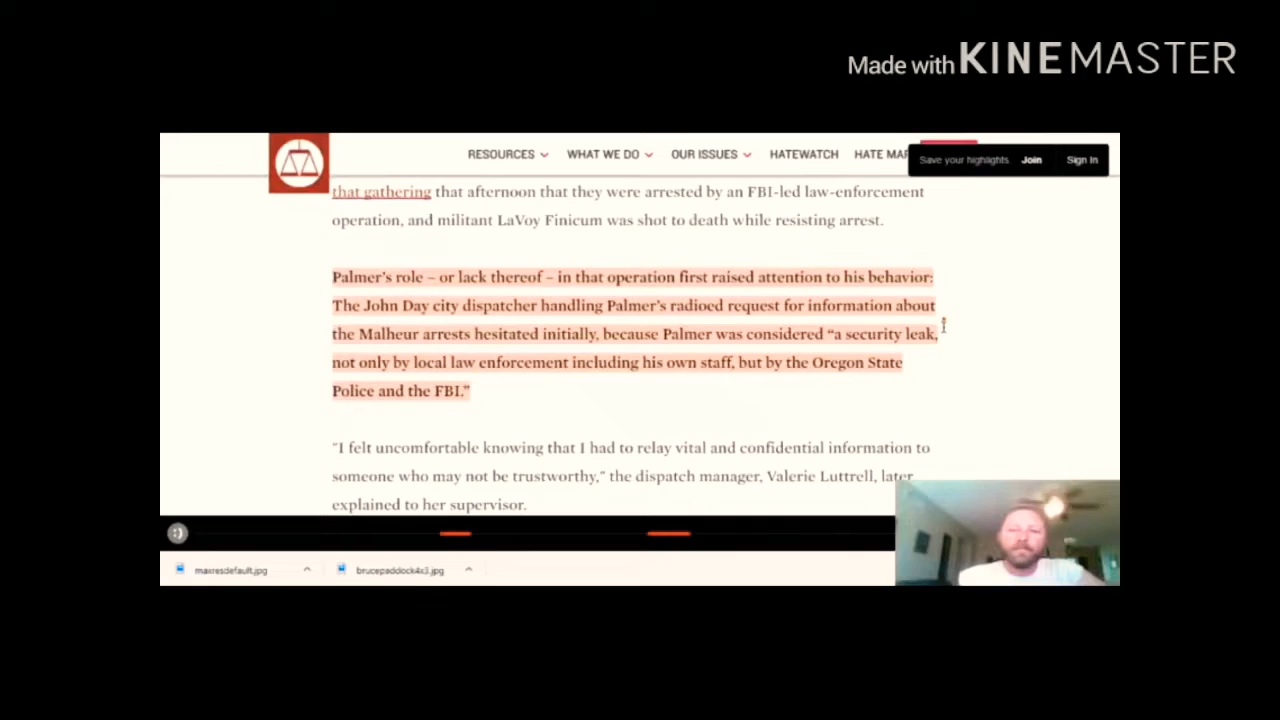 Made with KINEMASTER
RESOURCES WHAT WE DO OUR ISSUES HATEWATCH HATE MAP
Save your highlights Join Sign In
that gathering that afternoon that they were arrested by an FBI-led law-enforcement
operation, and militant LaVoy Finicum was shot to death while resisting arrest.
Palmer's role – or lack thereof – in that operation first raised attention to his behavior:
The John Day city dispatcher handling Palmer's radioed request for information about
the Malheur arrests hesitated initially, because Palmer was considered “a security leak,
not only by local law enforcement including his own staff, but by the Oregon State
Police and the FBI.”
“I felt uncomfortable knowing that I had to relay vital and confidential information to
someone who may not be trustworthy,” the dispatch manager, Valerie Luttrell, later
explained to her supervisor.
maxresdefault.jpg brucepaddock4x3.jpg